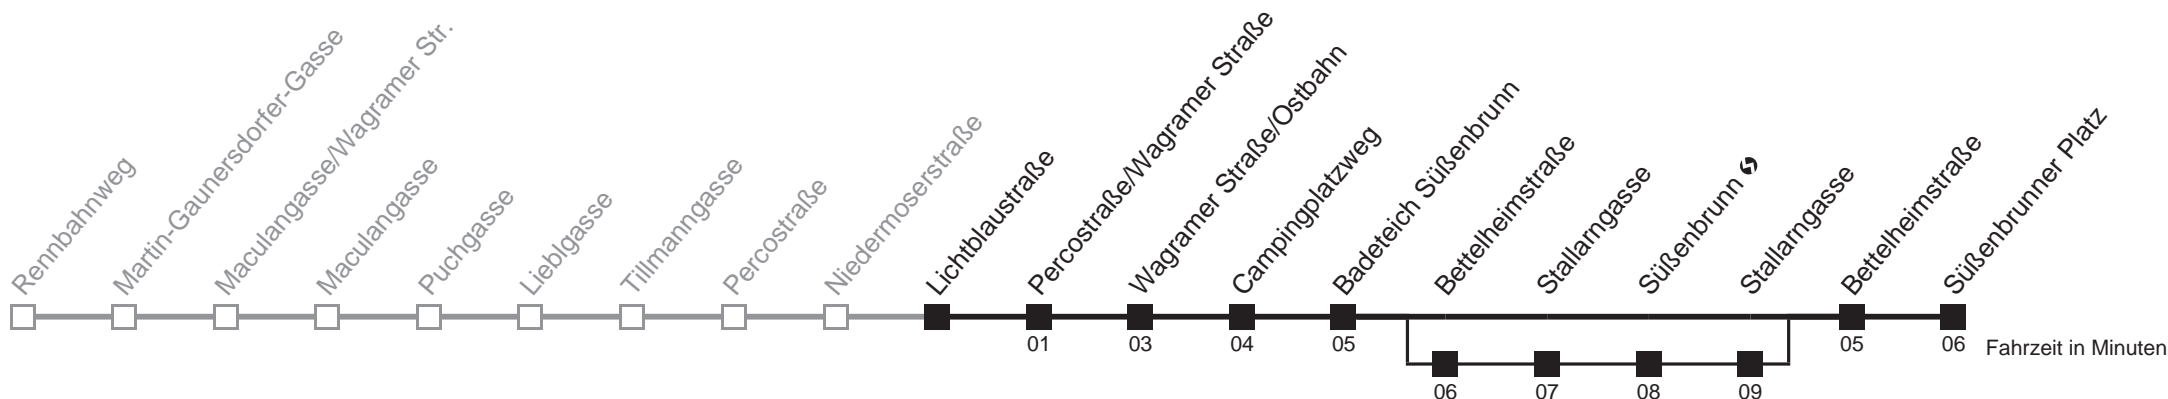 Rennbahnweg
Martin-Gaunersdorfer-Gasse
Maculangasse/Wagramer Str.
Maculangasse
Puchgasse
Lieblgasse
Tillmanngasse
Percostraße
Niedermoserstraße
Lichtblaustraße
Percostraße/Wagramer Straße
Wagramer Straße/Ostbahn
Campingplatzweg
Badeteich Süßenbrunn
Bettelheimstraße
Stallarngasse
Süßenbrunn
Stallarngasse
Bettelheimstraße
Süßenbrunner Platz
01 03 04 05 05 06 Fahrzeit in Minuten
06 07 08 09